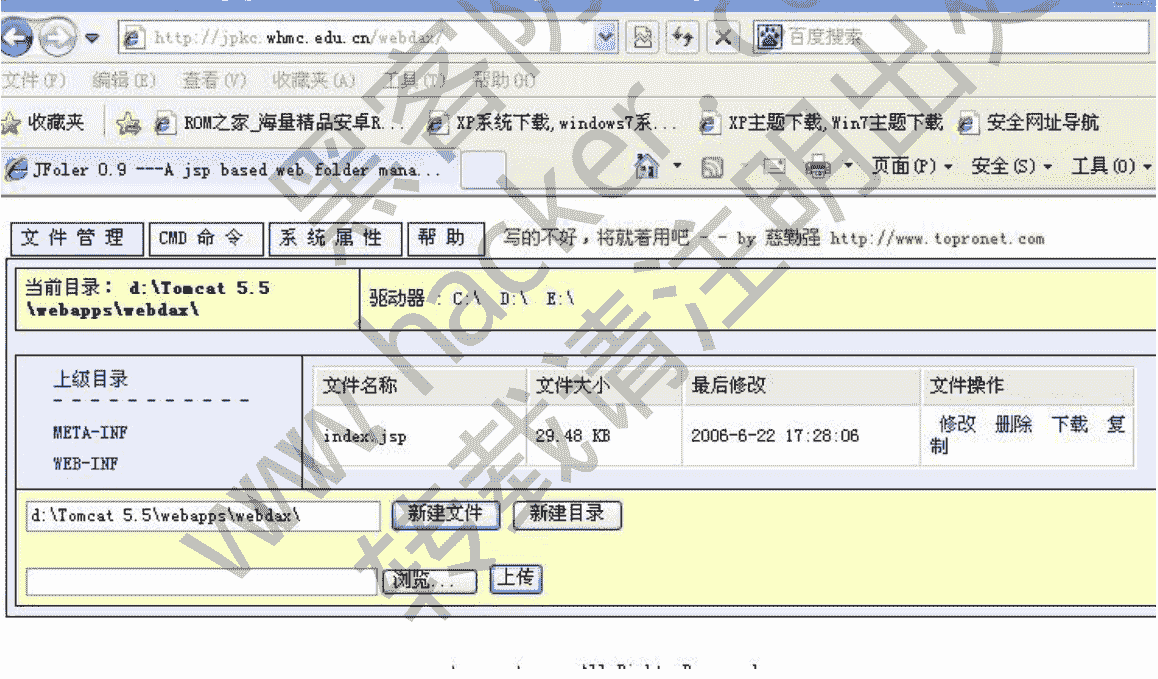 http://jpkc.whmc.edu.cn/webdax/ 百度搜索
文件(F) 编辑(E) 查看(V) 收藏夹(A) 工具(T) 帮助(H)
收藏夹 ROM之家_海量精品安卓R... XP系统下载,windows7系... XP主题下载,Win7主题下载 安全网址导航
JFoler 0.9 ---A jsp based web folder mana... 页面(P) 安全(S) 工具(O)
文件管理 CMD 命令 系统属性 帮助 写的不好，将就着用吧 - - by 慈勤强 http://www.topronet.com
当前目录： d:\Tomcat 5.5 驱动器 : C:\ D:\ E:\
\webapps\webdax\
上级目录 文件名称 文件大小 最后修改 文件操作
- - - - - - - - - - -
META-INF index.jsp 29.48 KB 2006-6-22 17:28:06 修改 删除 下载 复
制
WEB-INF
d:\Tomcat 5.5\webapps\webdax\ 新建文件 新建目录
浏览... 上传
All Rights
黑客防
www.hacker.co
转载请注明出处